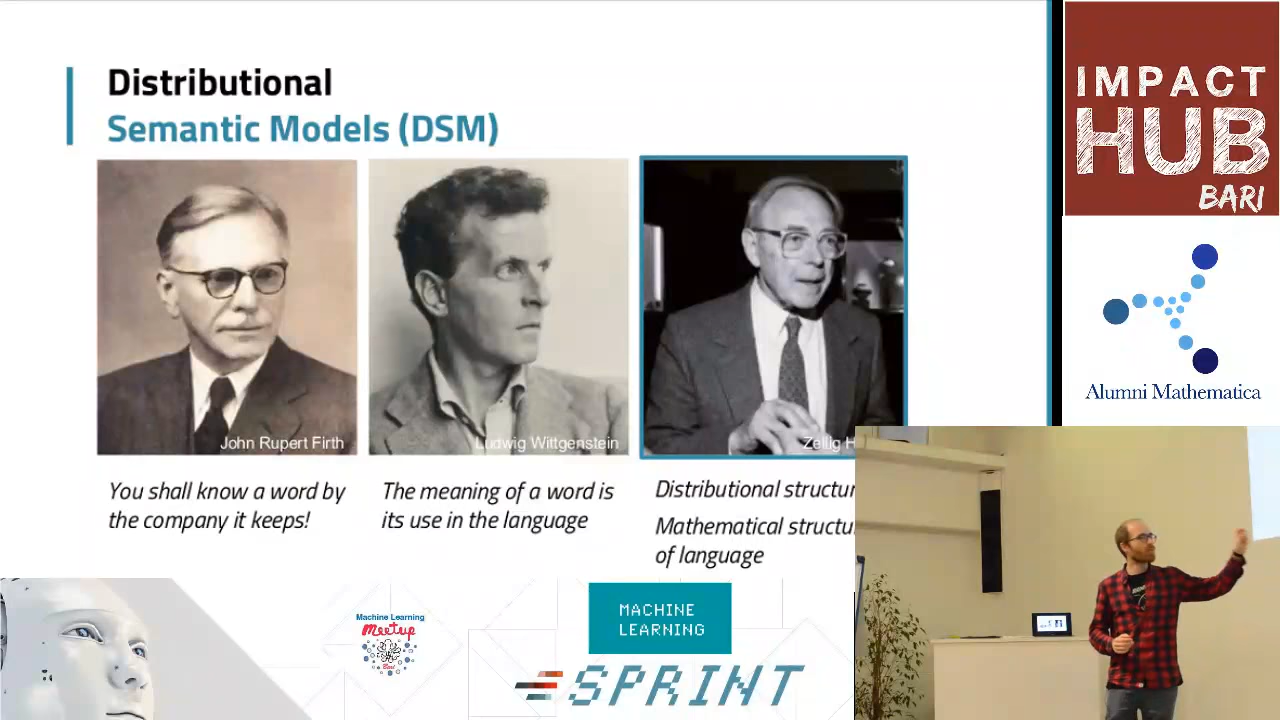 Distributional
Semantic Models (DSM)
John Rupert Firth
Ludwig Wittgenstein
Zellig H
You shall know a word by
the company it keeps!
The meaning of a word is
its use in the language
Distributional structur
Mathematical structu
of language
IMPACT
HUB
BARI
Alumni Mathematica
Machine Learning
Meetup
Bari
MACHINE
LEARNING
SPRINT